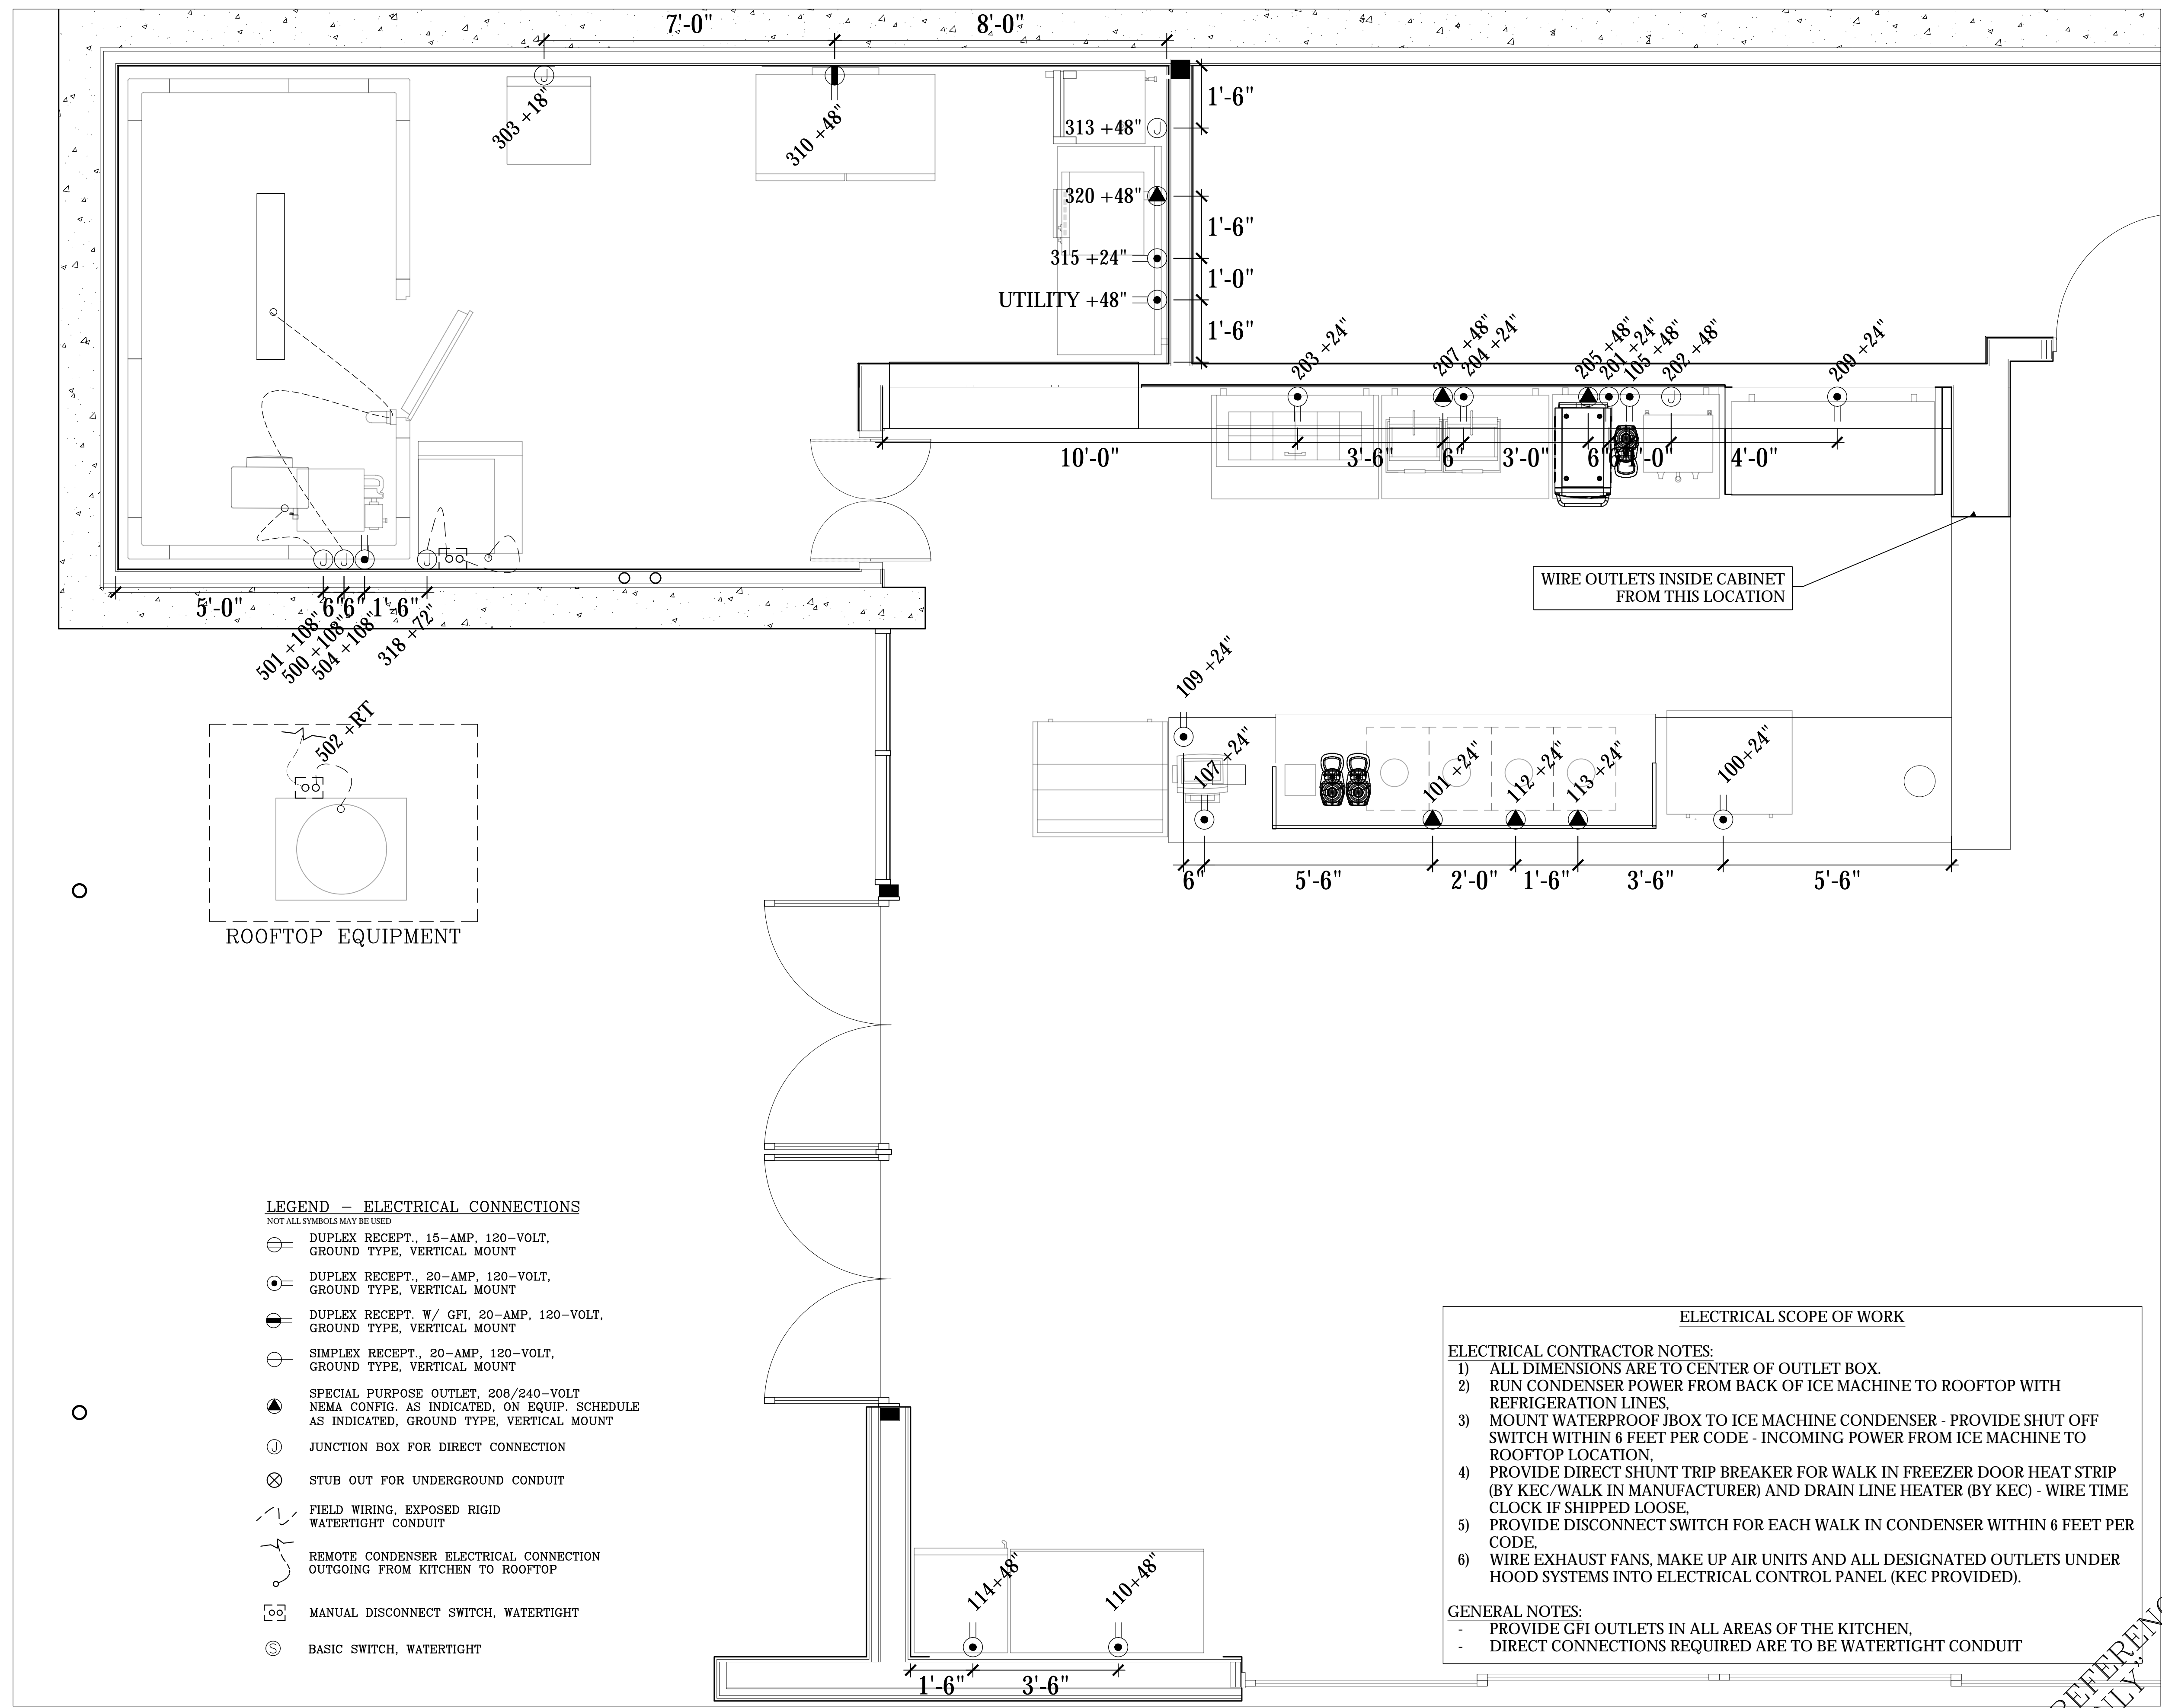 7'-0"
8'-0"
1'-6"
303 +18"
310 +48"
313 +48"
320 +48"
1'-6"
315 +24"
1'-0"
UTILITY +48"
1'-6"
203 +24"
207 +48"
204 +24"
205 +48"
201 +24"
105 +48"
202 +48"
209 +24"
10'-0"
3'-6"
6"
3'-0"
6"
4'-0"
WIRE OUTLETS INSIDE CABINET
FROM THIS LOCATION
5'-0"
6"
6"
1'-6"
501 +108"
500 +108"
504 +108"
318 +72"
109 +24"
502 +RT
107 +24"
101 +24"
112 +24"
113 +24"
100+24"
6"
5'-6"
2'-0"
1'-6"
3'-6"
5'-6"
ROOFTOP EQUIPMENT
LEGEND - ELECTRICAL CONNECTIONS
NOT ALL SYMBOLS MAY BE USED
DUPLEX RECEPT., 15-AMP, 120-VOLT,
GROUND TYPE, VERTICAL MOUNT
DUPLEX RECEPT., 20-AMP, 120-VOLT,
GROUND TYPE, VERTICAL MOUNT
DUPLEX RECEPT. W/ GFI, 20-AMP, 120-VOLT,
GROUND TYPE, VERTICAL MOUNT
SIMPLEX RECEPT., 20-AMP, 120-VOLT,
GROUND TYPE, VERTICAL MOUNT
SPECIAL PURPOSE OUTLET, 208/240-VOLT
NEMA CONFIG. AS INDICATED, ON EQUIP. SCHEDULE
AS INDICATED, GROUND TYPE, VERTICAL MOUNT
J JUNCTION BOX FOR DIRECT CONNECTION
STUB OUT FOR UNDERGROUND CONDUIT
FIELD WIRING, EXPOSED RIGID
WATERTIGHT CONDUIT
REMOTE CONDENSER ELECTRICAL CONNECTION
OUTGOING FROM KITCHEN TO ROOFTOP
MANUAL DISCONNECT SWITCH, WATERTIGHT
S BASIC SWITCH, WATERTIGHT
114+48"
110+48"
1'-6"
3'-6"
ELECTRICAL SCOPE OF WORK
ELECTRICAL CONTRACTOR NOTES:
1) ALL DIMENSIONS ARE TO CENTER OF OUTLET BOX.
2) RUN CONDENSER POWER FROM BACK OF ICE MACHINE TO ROOFTOP WITH
REFRIGERATION LINES,
3) MOUNT WATERPROOF JBOX TO ICE MACHINE CONDENSER - PROVIDE SHUT OFF
SWITCH WITHIN 6 FEET PER CODE - INCOMING POWER FROM ICE MACHINE TO
ROOFTOP LOCATION,
4) PROVIDE DIRECT SHUNT TRIP BREAKER FOR WALK IN FREEZER DOOR HEAT STRIP
(BY KEC/WALK IN MANUFACTURER) AND DRAIN LINE HEATER (BY KEC) - WIRE TIME
CLOCK IF SHIPPED LOOSE,
5) PROVIDE DISCONNECT SWITCH FOR EACH WALK IN CONDENSER WITHIN 6 FEET PER
CODE,
6) WIRE EXHAUST FANS, MAKE UP AIR UNITS AND ALL DESIGNATED OUTLETS UNDER
HOOD SYSTEMS INTO ELECTRICAL CONTROL PANEL (KEC PROVIDED).
GENERAL NOTES:
- PROVIDE GFI OUTLETS IN ALL AREAS OF THE KITCHEN,
- DIRECT CONNECTIONS REQUIRED ARE TO BE WATERTIGHT CONDUIT